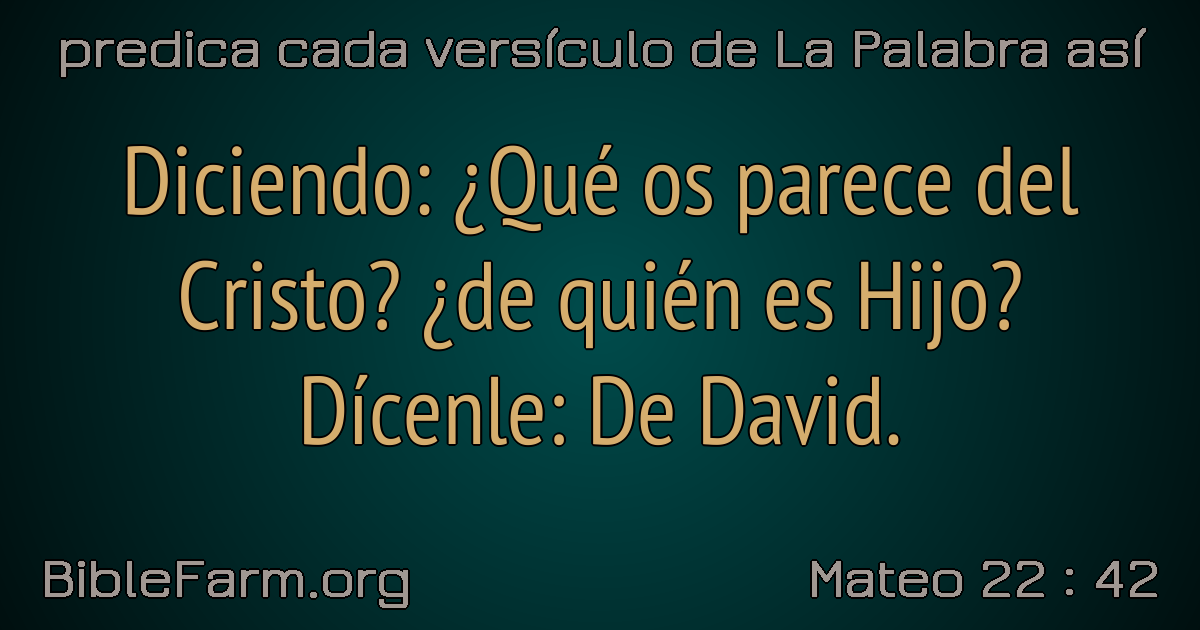 predica cada versículo de La Palabra así
Diciendo: ¿Qué os parece del
Cristo? ¿de quién es Hijo?
Dícenle: De David.
BibleFarm.org
Mateo 22 : 42